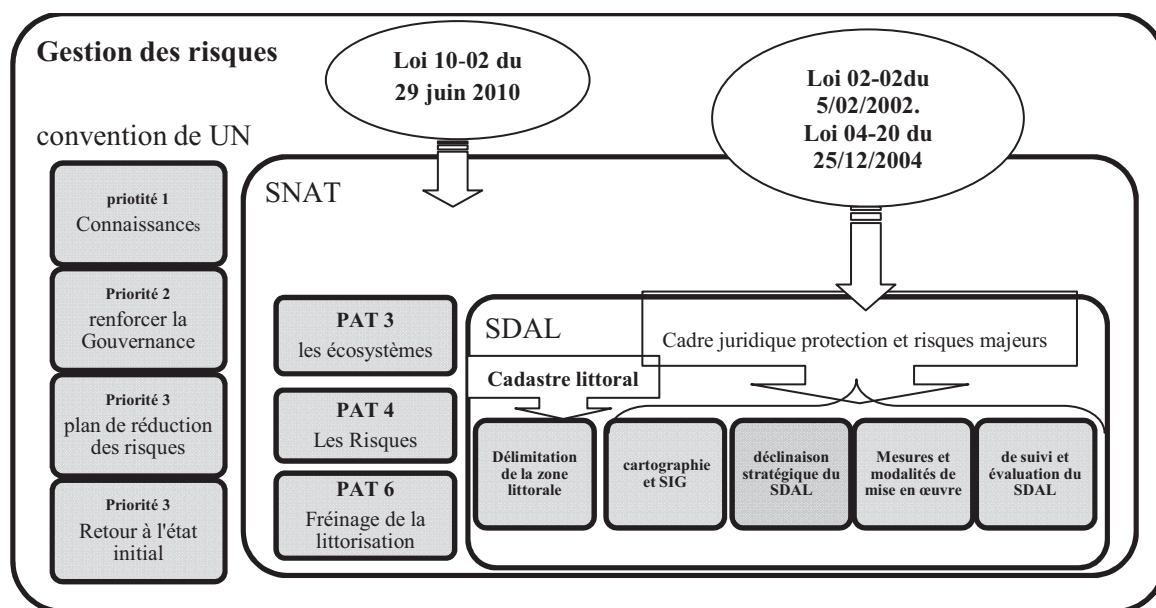 Gestion des risques
Loi 10-02 du
29 juin 2010
Loi 02-02du
5/02/2002.
Loi 04-20 du
25/12/2004
convention de UN
priotité 1
Connaissances
Priorité 2
renforcer la
Gouvernance
Priorité 3
plan de réduction
des risques
Priorité 3
Retour à l'état
initial
SNAT
PAT 3
les écosystèmes
PAT 4
Les Risques
PAT 6
Fréinage de la
littorisation
SDAL
Cadre juridique protection et risques majeurs
Cadastre littoral
Délimitation
de la zone
littorale
cartographie
et SIG
déclinaison
stratégique du
SDAL
Mesures et
modalités de
mise en œuvre
de suivi et
évaluation du
SDAL